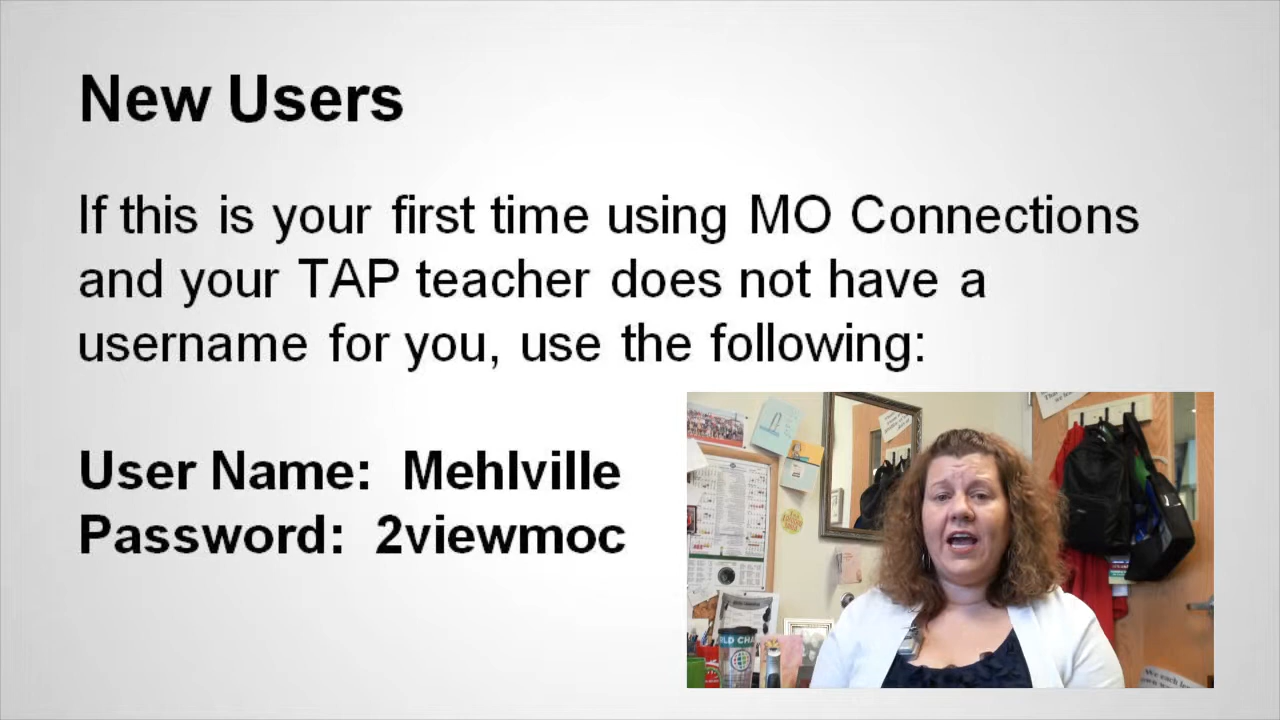 New Users
If this is your first time using MO Connections
and your TAP teacher does not have a
username for you, use the following:
User Name: Mehlville
Password: 2viewmoc